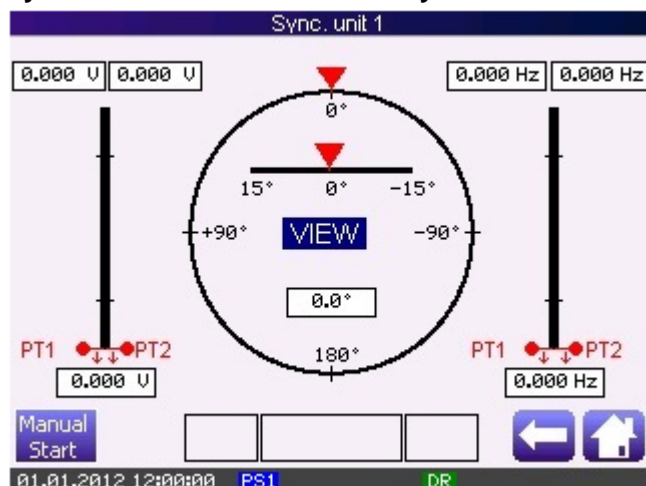 Sync. unit 1
0.000 V 0.000 V 0.000 Hz 0.000 Hz
0°
15° 0° -15°
+90° VIEW -90°
0.0°
PT1 PT2 180° PT1 PT2
0.000 V 0.000 Hz
Manual
Start
01.01.2012 12:00:00 PS1 DR